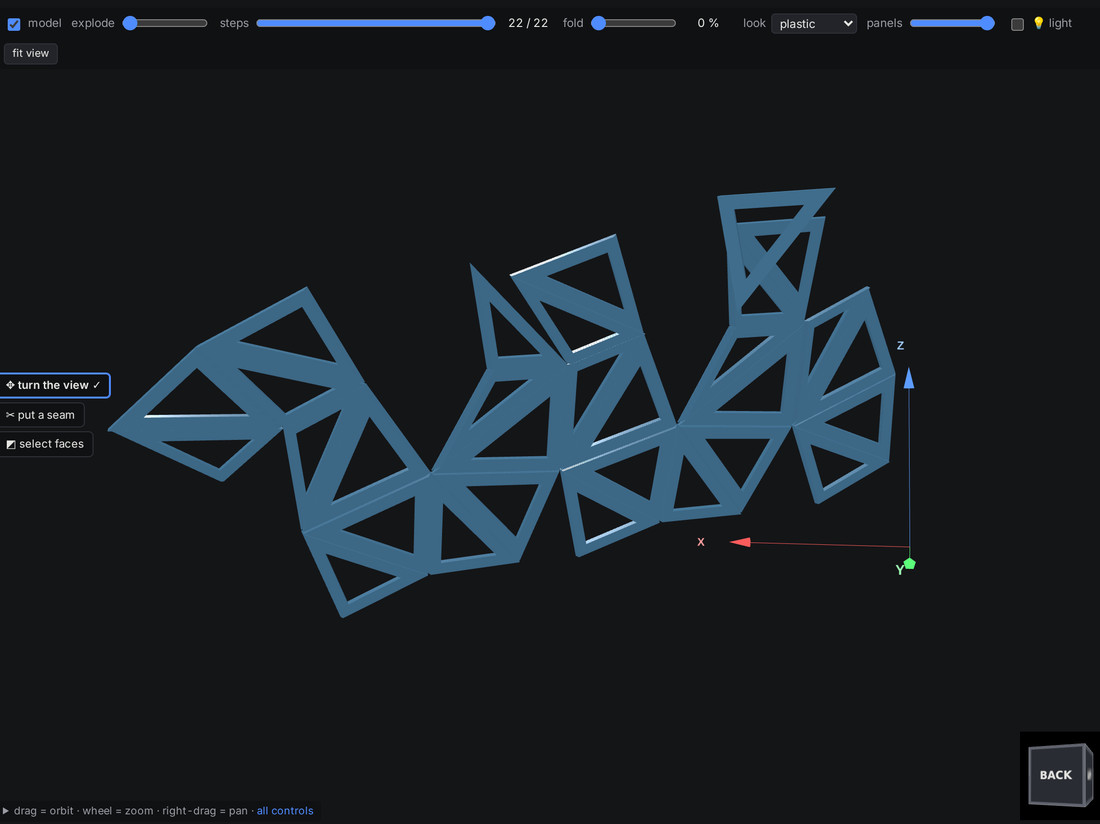 model explode steps 22 / 22 fold 0 % look plastic panels 💡 light
fit view
Z
✥ turn the view ✓
✂ put a seam
◩ select faces
X
Y
BACK
▶ drag = orbit · wheel = zoom · right-drag = pan · all controls